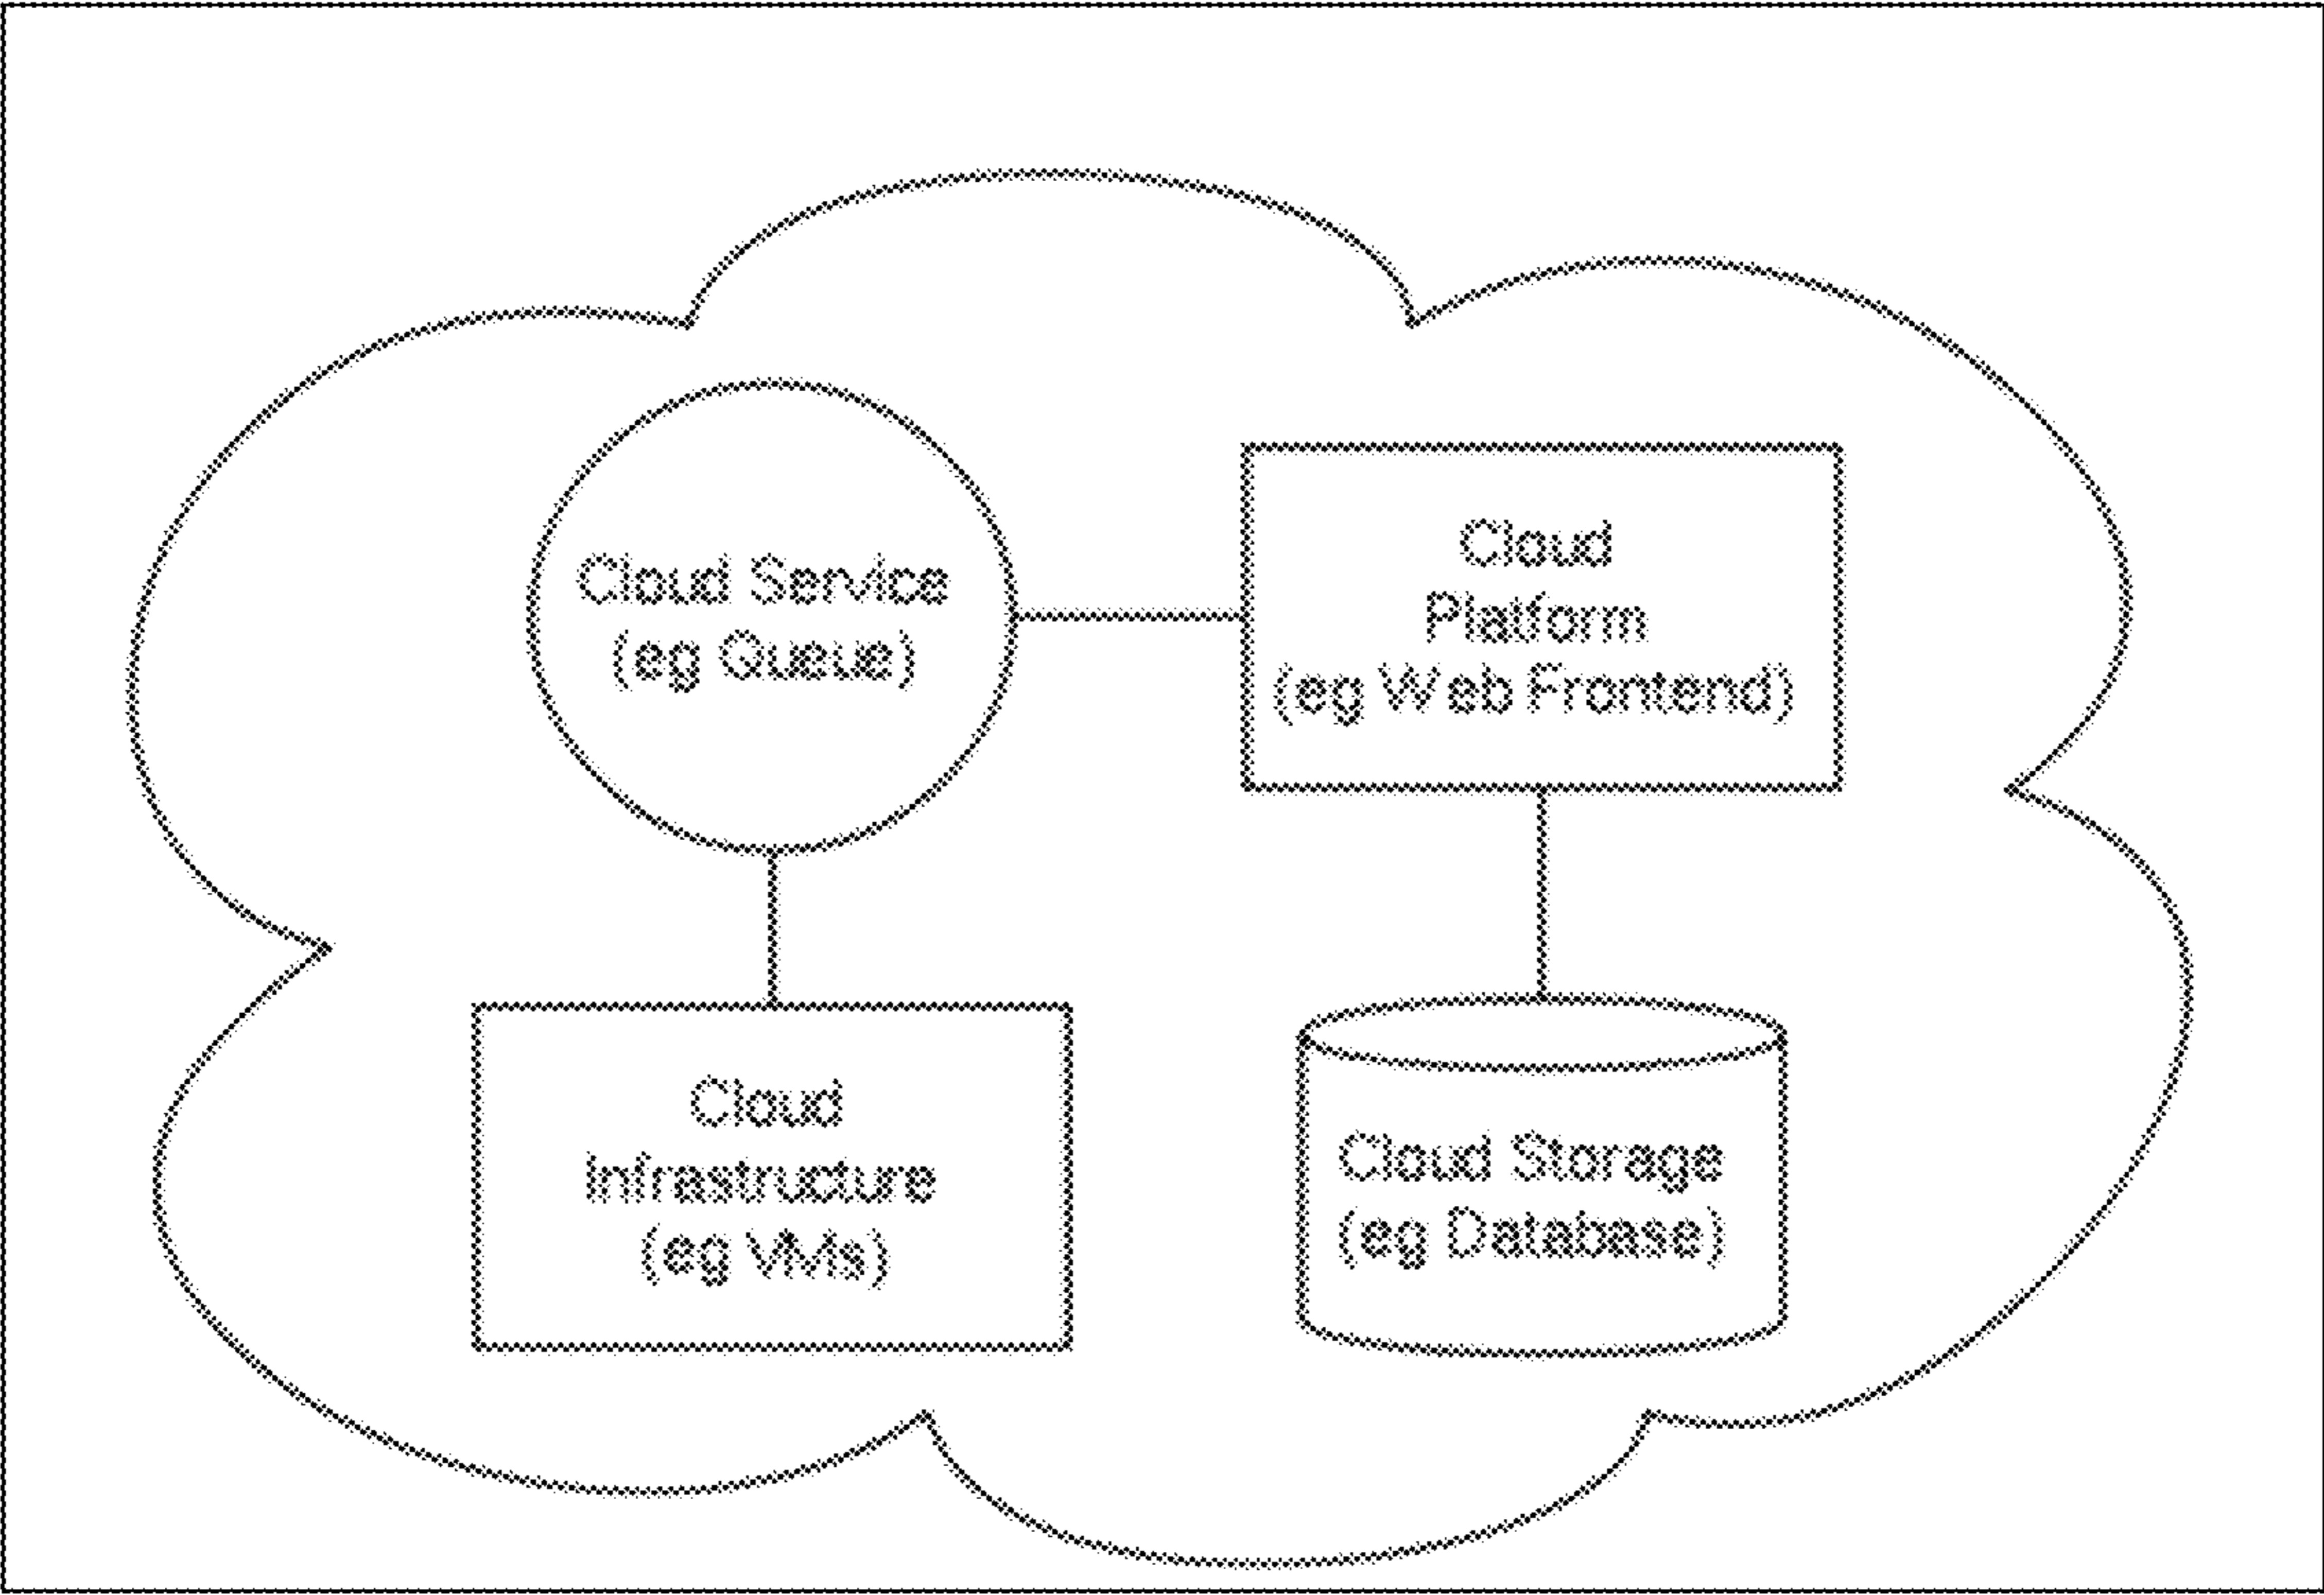 Cloud Service
(eg Queue)
Cloud
Platform
(eg Web Frontend)
Cloud
Infrastructure
(eg VMs)
Cloud Storage
(eg Database)